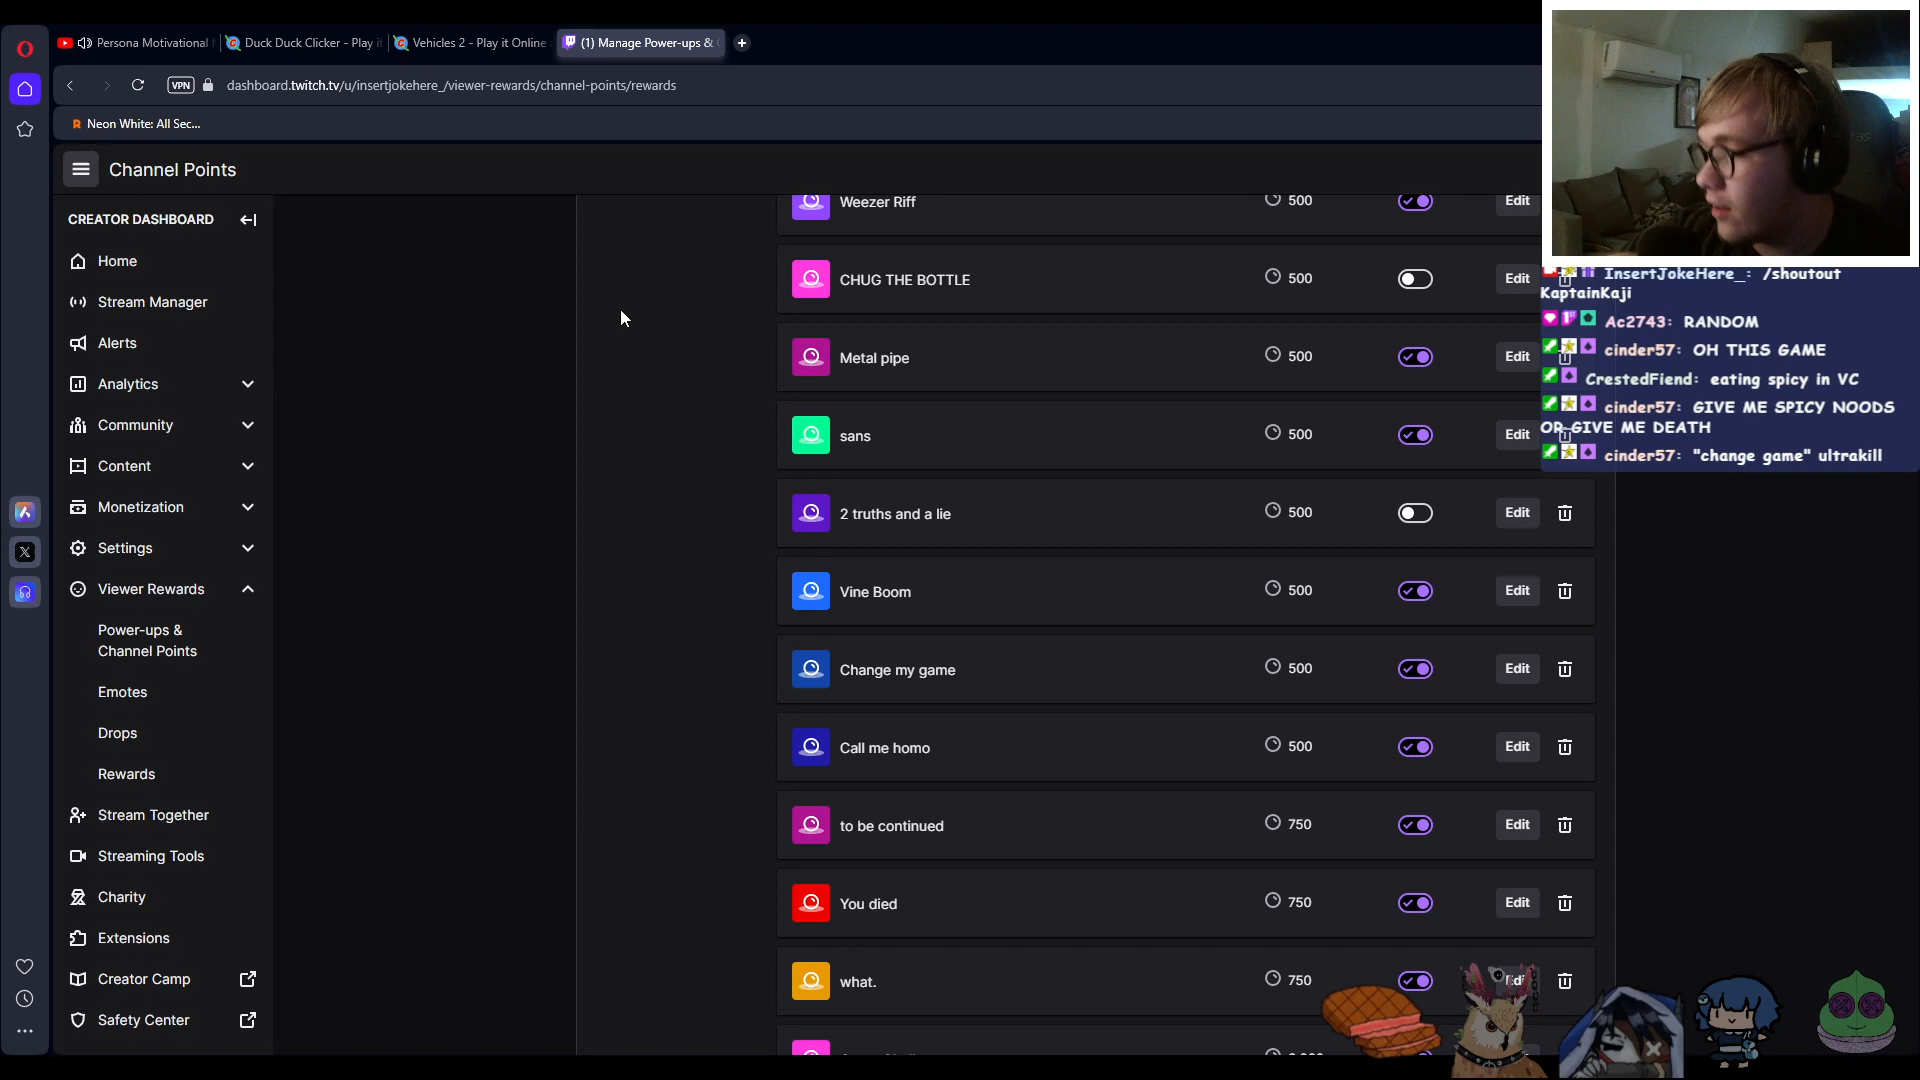 Persona Motivational
Duck Duck Clicker - Play it
Vehicles 2 - Play it Online
(1) Manage Power-ups &
VPN
dashboard.twitch.tv/u/insertjokehere_/viewer-rewards/channel-points/rewards
Neon White: All Sec...
Channel Points
CREATOR DASHBOARD
Home
Stream Manager
Alerts
Analytics
Community
Content
Monetization
Settings
Viewer Rewards
Power-ups &
Channel Points
Emotes
Drops
Rewards
Stream Together
Streaming Tools
Charity
Extensions
Creator Camp
Safety Center
Weezer Riff 500 Edit
CHUG THE BOTTLE 500 Edit
Metal pipe 500 Edit
sans 500 Edit
2 truths and a lie 500 Edit
Vine Boom 500 Edit
Change my game 500 Edit
Call me homo 500 Edit
to be continued 750 Edit
You died 750 Edit
what. 750
InsertJokeHere_: /shoutout
KaptainKaji
Ac2743: RANDOM
cinder57: OH THIS GAME
CrestedFiend: eating spicy in VC
cinder57: GIVE ME SPICY NOODS
OR GIVE ME DEATH
cinder57: "change game" ultrakill